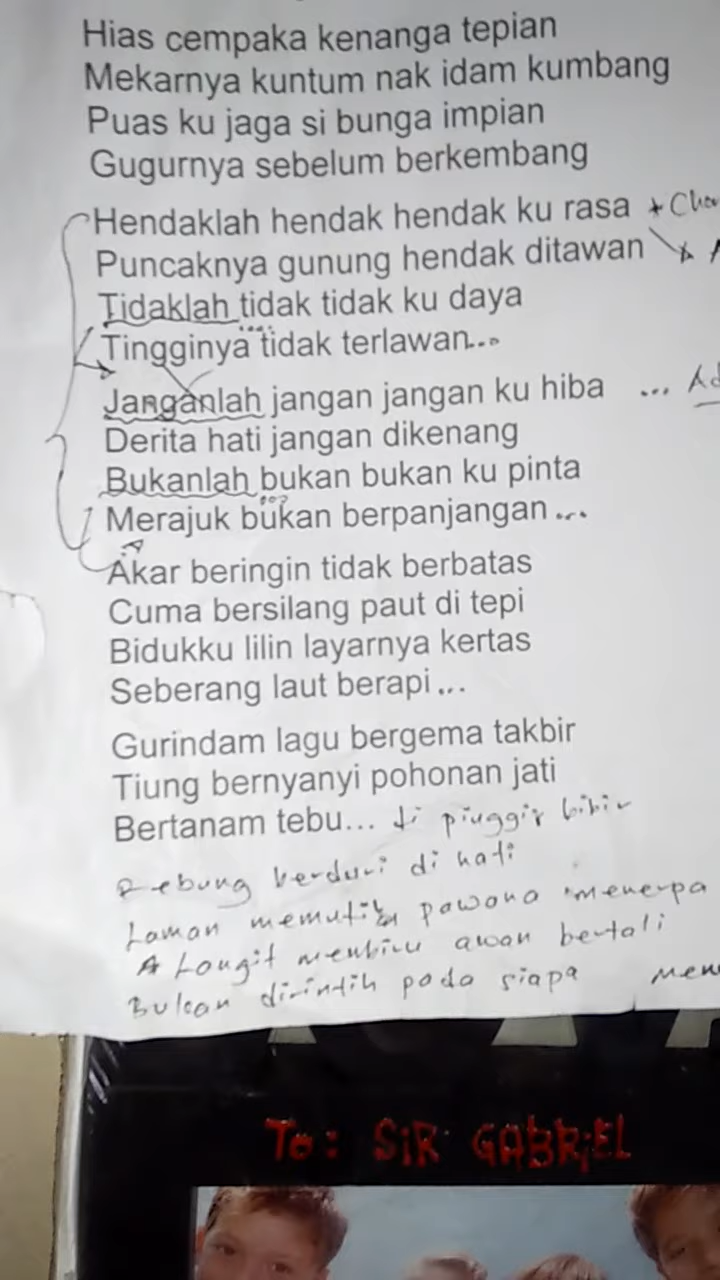 Hias cempaka kenanga tepian
Mekarnya kuntum nak idam kumbang
Puas ku jaga si bunga impian
Gugurnya sebelum berkembang
Hendaklah hendak hendak ku rasa
Puncaknya gunung hendak ditawan
Tidaklah tidak tidak ku daya
Tingginya tidak terlawan...
Janganlah jangan jangan ku hiba ...
Derita hati jangan dikenang
Bukanlah bukan bukan ku pinta
Merajuk bukan berpanjangan ...
Akar beringin tidak berbatas
Cuma bersilang paut di tepi
Bidukku lilin layarnya kertas
Seberang laut berapi ...
Gurindam lagu bergema takbir
Tiung bernyanyi pohonan jati
Bertanam tebu... di pinggir bibir
Rebung berduri di hati
Laman memutih pawana menerpa
Langit membiru awan bertali
Bukan dirintih pada siapa
To: SiR GABRiEL